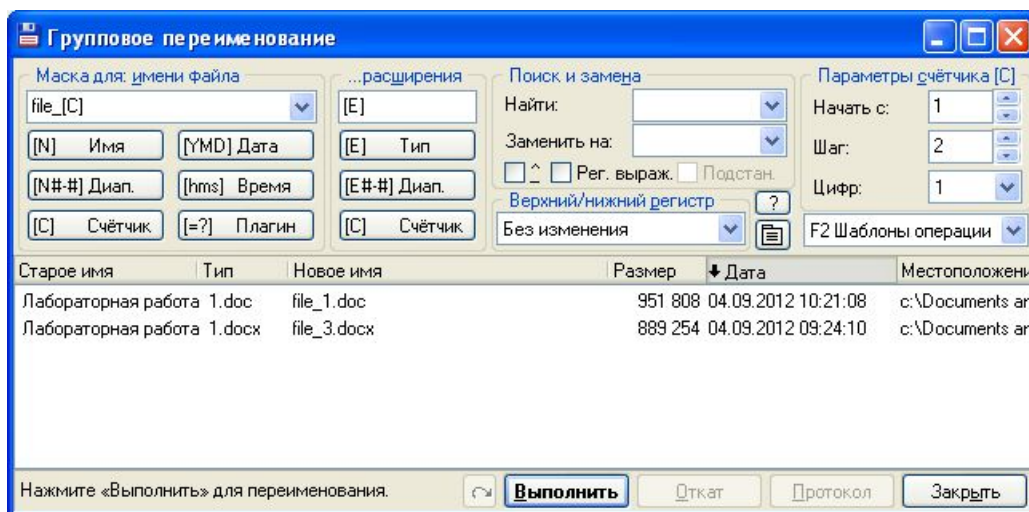 Групповое переименование
Маска для: имени файла
...расширения
Поиск и замена
Параметры счётчика [C]
file_[C]
[E]
Найти:
Начать с:
1
[N] Имя
[YMD] Дата
[E] Тип
Заменить на:
Шаг:
2
[N#-#] Диап.
[hms] Время
[E#-#] Диап.
^
Рег. выраж.
Подстан.
Цифр:
1
[C] Счётчик
[=?] Плагин
[C] Счётчик
Верхний/нижний регистр
?
Без изменения
F2 Шаблоны операции
Старое имя Тип Новое имя Размер Дата Местоположени
Лабораторная работа 1.doc file_1.doc 951 808 04.09.2012 10:21:08 c:\Documents an
Лабораторная работа 1.docx file_3.docx 889 254 04.09.2012 09:24:10 c:\Documents an
Нажмите «Выполнить» для переименования.
Выполнить
Откат
Протокол
Закрыть